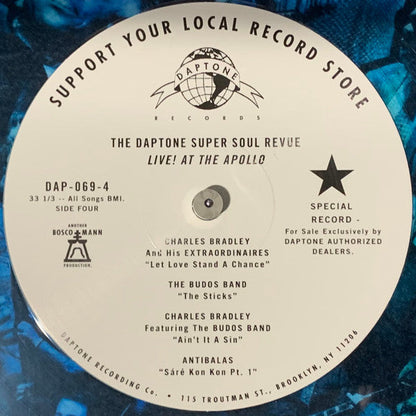 SUPPORT YOUR LOCAL RECORD STORE
DAPTONE
RECORDS
THE DAPTONE SUPER SOUL REVUE
LIVE! AT THE APOLLO
DAP-069-4
33 1/3 -- All Songs BMI.
SIDE FOUR
ANOTHER
BOSCO MANN
PRODUCTION.
SPECIAL
RECORD -
For Sale Exclusively by
DAPTONE AUTHORIZED
DEALERS.
CHARLES BRADLEY
And His EXTRAORDINAIRES
"Let Love Stand A Chance"
THE BUDOS BAND
"The Sticks"
CHARLES BRADLEY
Featuring The BUDOS BAND
"Ain't It A Sin"
ANTIBALAS
"Sáré Kon Kon Pt. 1"
DAPTONE RECORDING Co. • 115 TROUTMAN ST., BROOKLYN, NY 11206